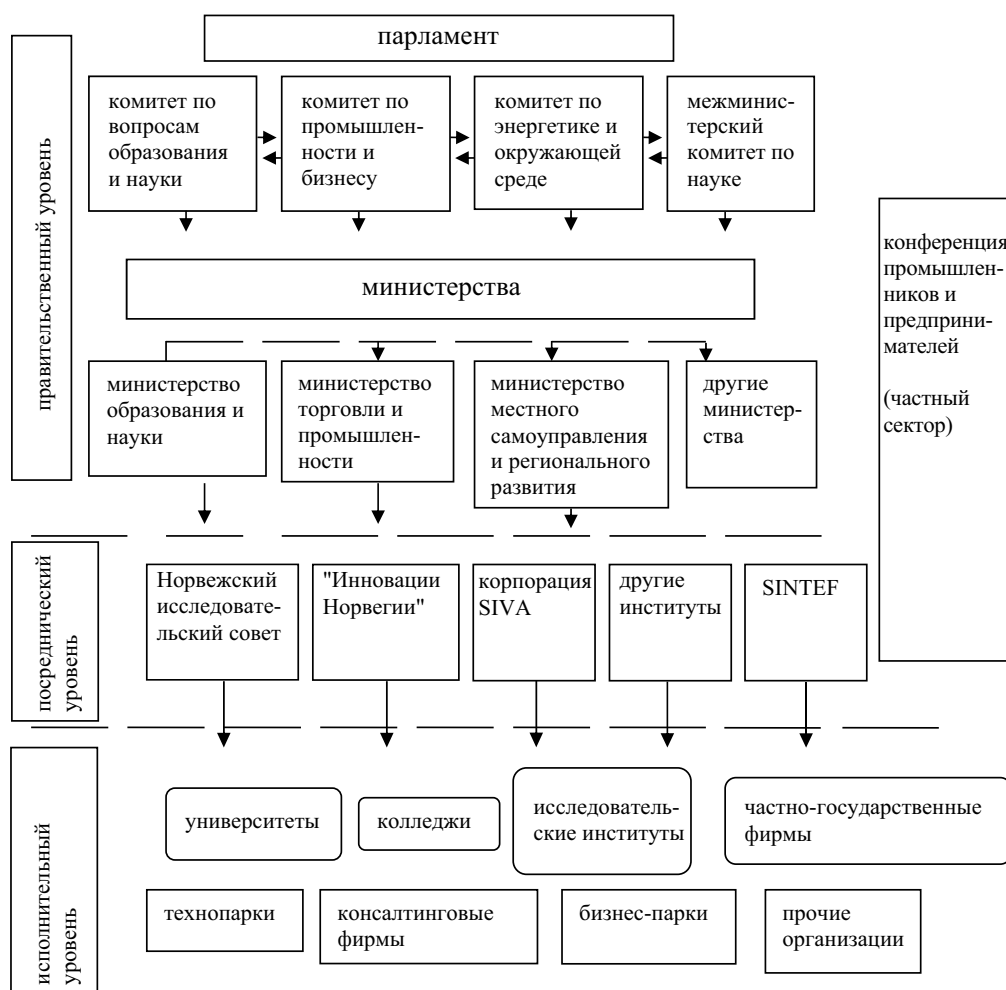 парламент
правительственный уровень
комитет по
вопросам
образования
и науки
комитет по
промышлен-
ности и
бизнесу
комитет по
энергетике и
окружающей
среде
межминис-
терский
комитет по
науке
министерства
министерство
образования и
науки
министерство
торговли и
промышлен-
ности
министерство
местного
самоуправления
и регионального
развития
другие
министер-
ства
конференция
промышлен-
ников и
предприни-
мателей
(частный
сектор)
посреднический
уровень
Норвежский
исследова-
тельский совет
"Инновации
Норвегии"
корпорация
SIVA
другие
институты
SINTEF
исполнительный
уровень
университеты
колледжи
исследователь-
ские институты
частно-государственные
фирмы
технопарки
консалтинговые
фирмы
бизнес-парки
прочие
организации